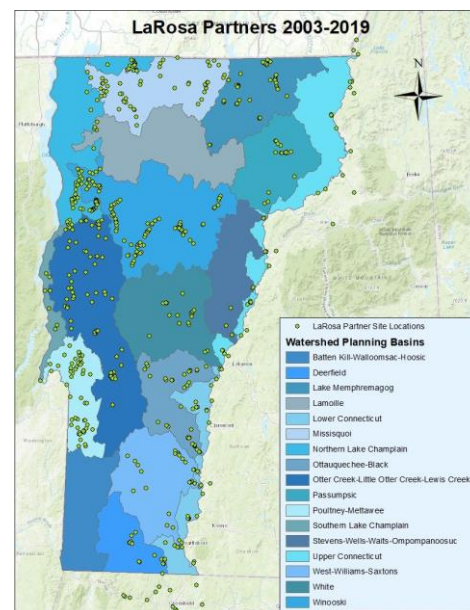 LaRosa Partners 2003-2019
N
LaRosa Partner Site Locations
Watershed Planning Basins
Batten Kill-Walloomsac-Hoosic
Deerfield
Lake Memphremagog
Lamoille
Lower Connecticut
Missisquoi
Northern Lake Champlain
Ottauquechee-Black
Otter Creek-Little Otter Creek-Lewis Creek
Passumpsic
Poultney-Mettawee
Southern Lake Champlain
Stevens-Wells-Waits-Ompompanoosuc
Upper Connecticut
West-Williams-Saxtons
White
Winooski